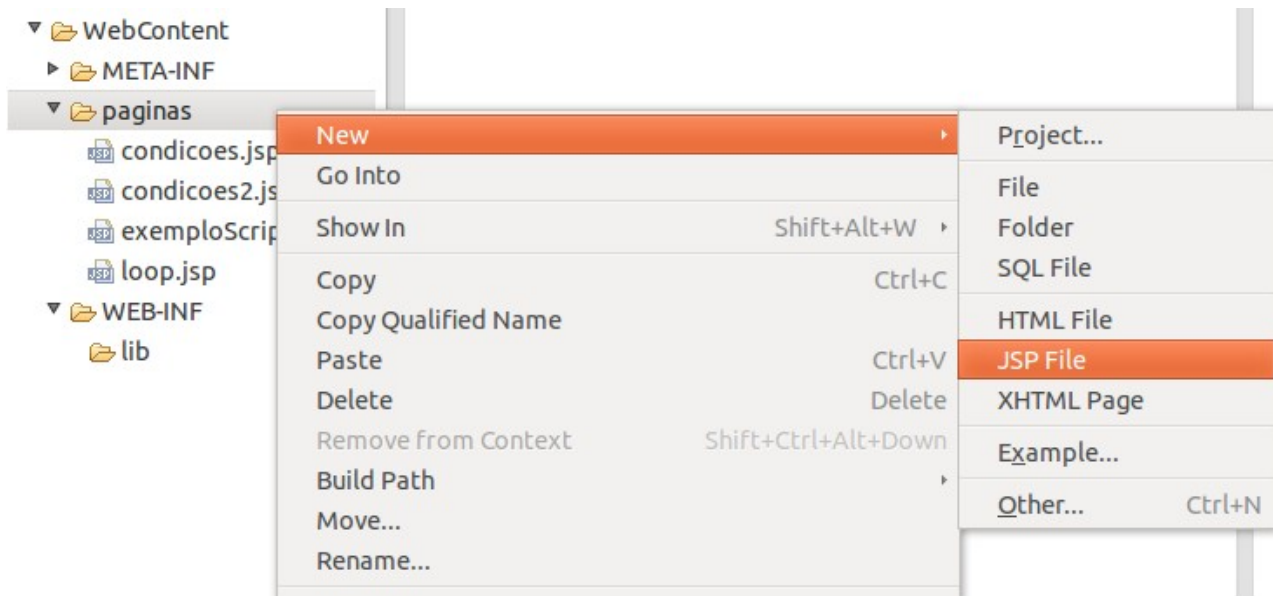 WebContent
META-INF
paginas
condicoes.jsp
condicoes2.js
exemploScrip
loop.jsp
WEB-INF
lib
New
Go Into
Show In Shift+Alt+W
Copy Ctrl+C
Copy Qualified Name
Paste Ctrl+V
Delete Delete
Remove from Context Shift+Ctrl+Alt+Down
Build Path
Move...
Rename...
Project...
File
Folder
SQL File
HTML File
JSP File
XHTML Page
Example...
Other... Ctrl+N